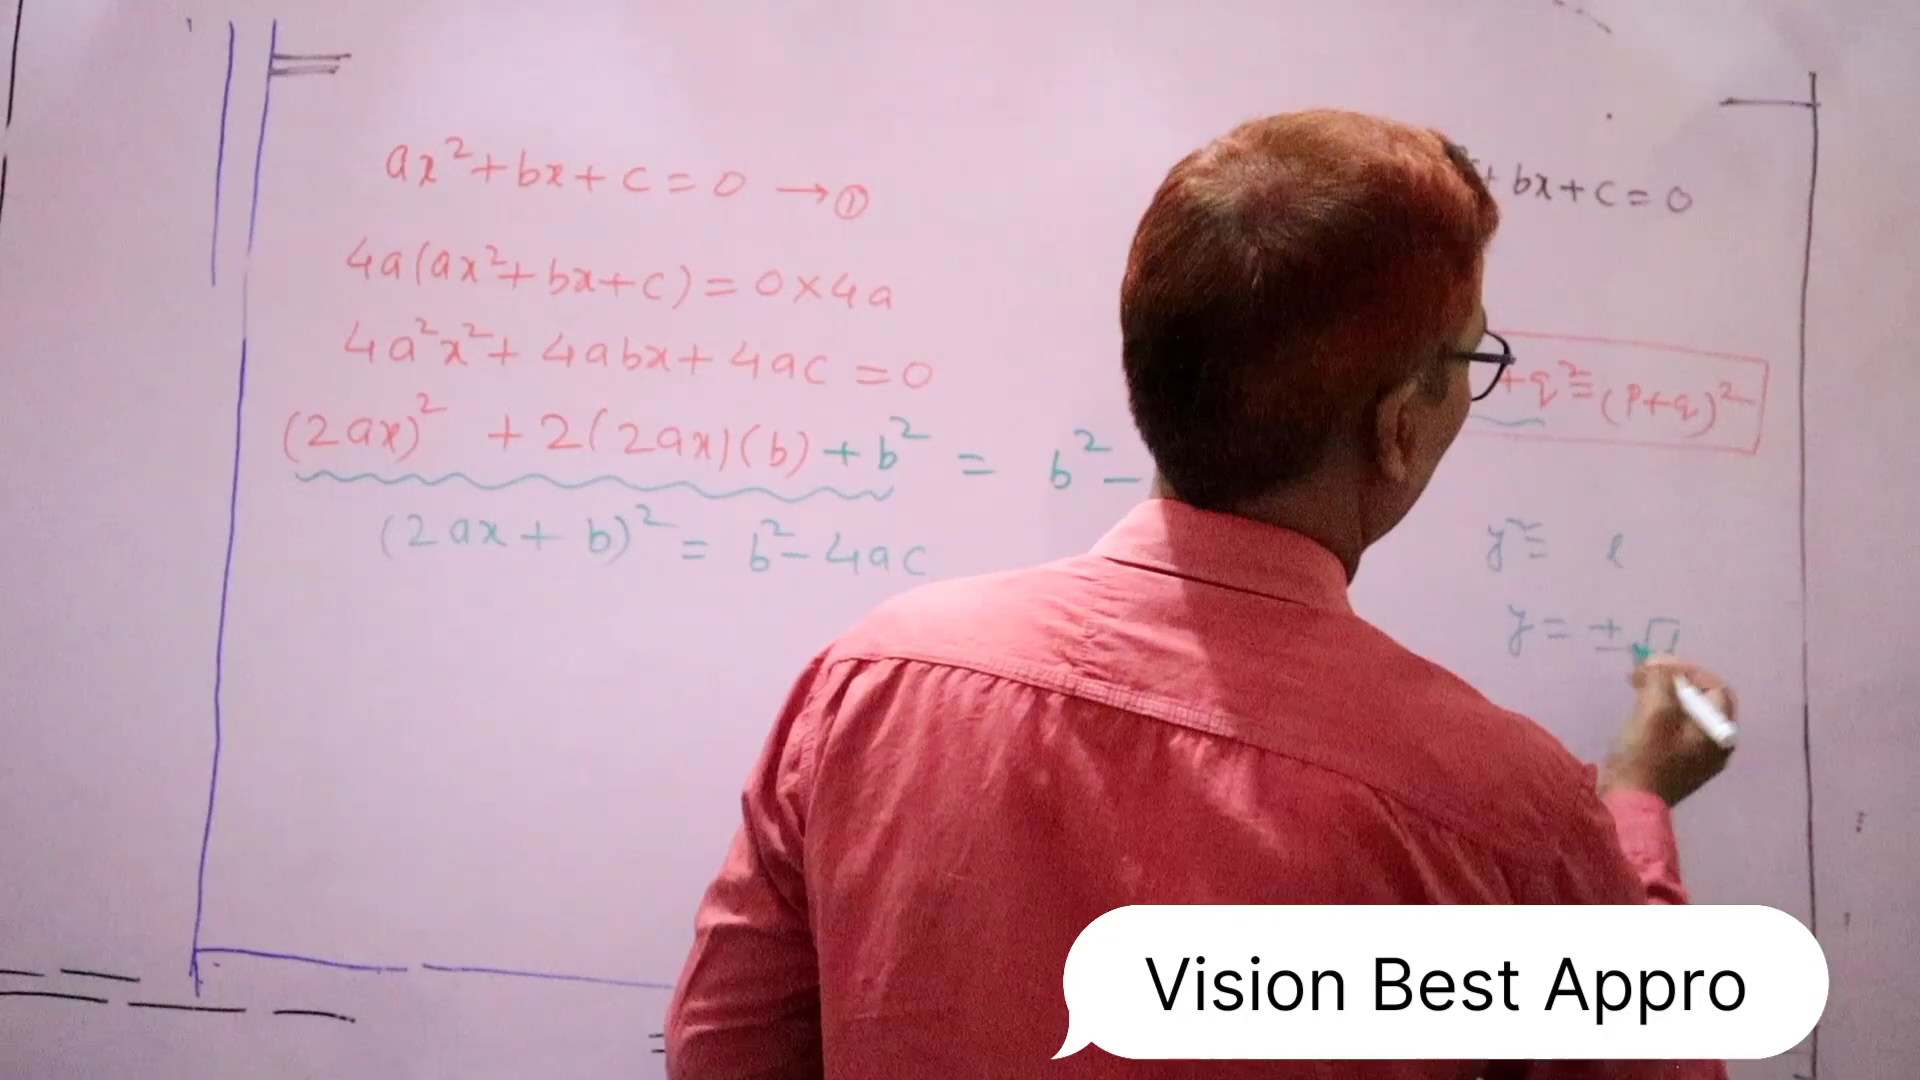 ax²+bx+c=0 →①
4a(ax²+bx+c)=0×4a
4a²x²+4abx+4ac=0
(2ax)² +2(2ax)(b)+b² = b²-
(2ax+b)² = b²-4ac
+bx+c=0
+q²=(p+q)²
y²= l
y=±√
Vision Best Appro